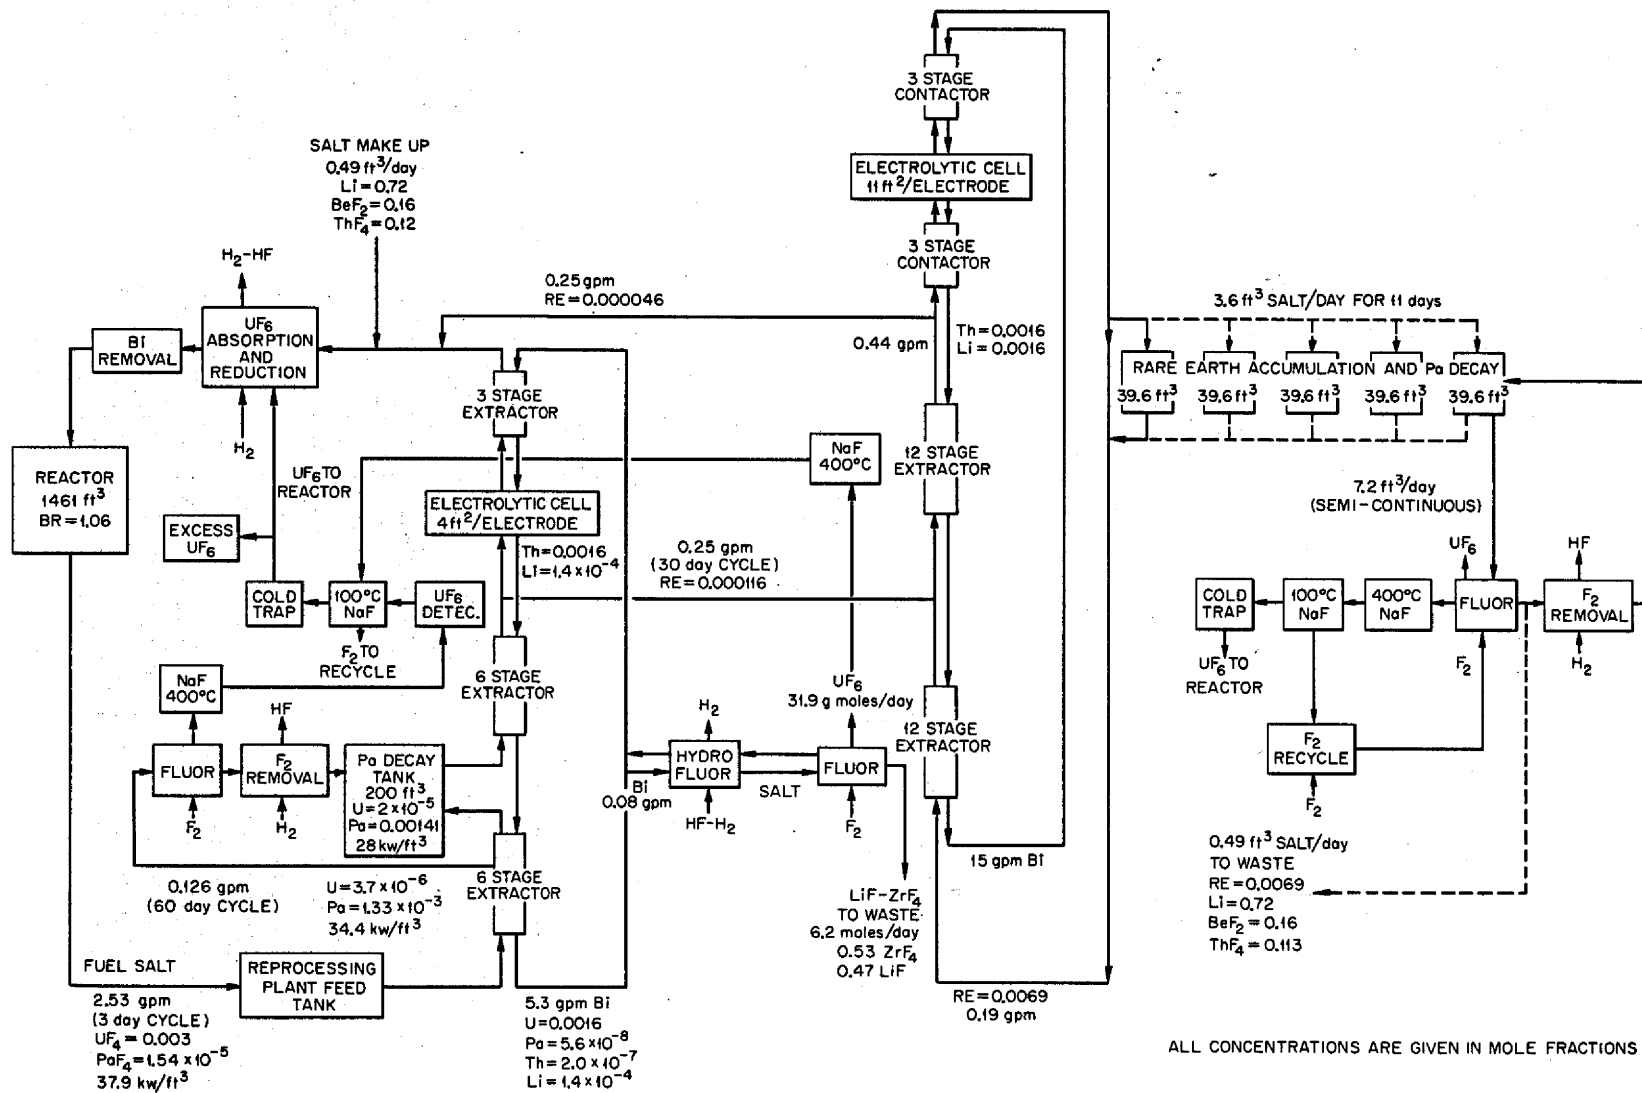 3 STAGE
CONTACTOR
ELECTROLYTIC CELL
11 ft²/ELECTRODE
3 STAGE
CONTACTOR
SALT MAKE UP
0.49 ft³/day
Li = 0.72
BeF₂ = 0.16
ThF₄ = 0.12
H₂-HF
UF₆
ABSORPTION
AND
REDUCTION
Bi
REMOVAL
H₂
0.25 gpm
RE = 0.000046
0.44 gpm
Th = 0.0016
Li = 0.0016
3.6 ft³ SALT/DAY FOR 11 days
RARE EARTH ACCUMULATION AND Pa DECAY
39.6 ft³
39.6 ft³
39.6 ft³
39.6 ft³
39.6 ft³
3 STAGE
EXTRACTOR
12 STAGE
EXTRACTOR
NaF
400°C
REACTOR
1461 ft³
BR = 1.06
UF₆ TO
REACTOR
EXCESS
UF₆
ELECTROLYTIC CELL
4 ft²/ELECTRODE
Th = 0.0016
Li = 1.4 × 10⁻⁴
0.25 gpm
(30 day CYCLE)
RE = 0.000116
7.2 ft³/day
(SEMI-CONTINUOUS)
COLD
TRAP
100°C
NaF
UF₆
DETEC.
F₂ TO
RECYCLE
UF₆
HF
COLD
TRAP
100°C
NaF
400°C
NaF
FLUOR
F₂
REMOVAL
UF₆ TO
REACTOR
F₂
H₂
F₂
RECYCLE
F₂
NaF
400°C
HF
FLUOR
F₂
REMOVAL
F₂
H₂
Pa DECAY
TANK
200 ft³
U = 2 × 10⁻⁵
Pa = 0.00141
28 kw/ft³
6 STAGE
EXTRACTOR
UF₆
31.9 g moles/day
12 STAGE
EXTRACTOR
H₂
HYDRO
FLUOR
FLUOR
Bi
0.08 gpm
SALT
HF-H₂
F₂
15 gpm Bi
6 STAGE
EXTRACTOR
0.126 gpm
(60 day CYCLE)
U = 3.7 × 10⁻⁶
Pa = 1.33 × 10⁻³
34.4 kw/ft³
LiF-ZrF₄
TO WASTE
6.2 moles/day
0.53 ZrF₄
0.47 LiF
0.49 ft³ SALT/day
TO WASTE
RE = 0.0069
Li = 0.72
BeF₂ = 0.16
ThF₄ = 0.113
FUEL SALT
REPROCESSING
PLANT FEED
TANK
2.53 gpm
(3 day CYCLE)
UF₄ = 0.003
PaF₄ = 1.54 × 10⁻⁵
37.9 kw/ft³
5.3 gpm Bi
U = 0.0016
Pa = 5.6 × 10⁻⁸
Th = 2.0 × 10⁻⁷
Li = 1.4 × 10⁻⁴
RE = 0.0069
0.19 gpm
ALL CONCENTRATIONS ARE GIVEN IN MOLE FRACTIONS